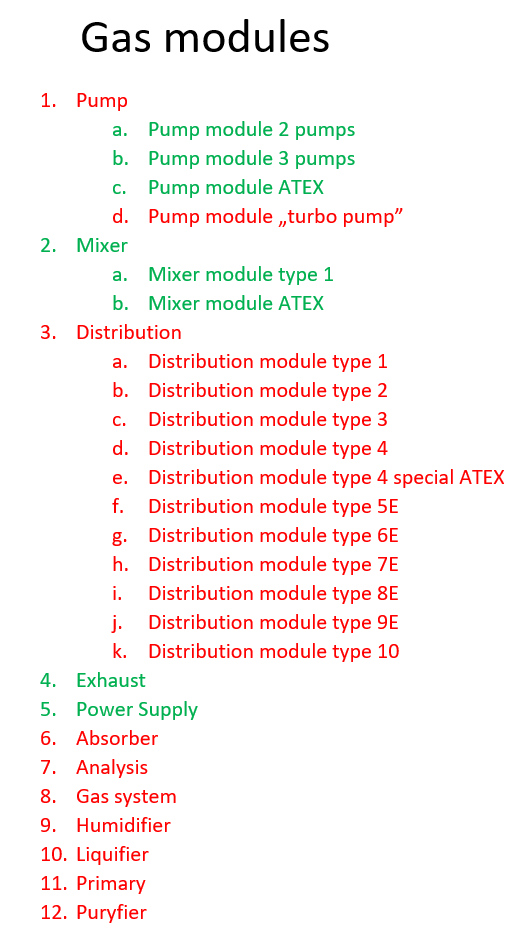 Gas modules
1. Pump
a. Pump module 2 pumps
b. Pump module 3 pumps
c. Pump module ATEX
d. Pump module „turbo pump”
2. Mixer
a. Mixer module type 1
b. Mixer module ATEX
3. Distribution
a. Distribution module type 1
b. Distribution module type 2
c. Distribution module type 3
d. Distribution module type 4
e. Distribution module type 4 special ATEX
f. Distribution module type 5E
g. Distribution module type 6E
h. Distribution module type 7E
i. Distribution module type 8E
j. Distribution module type 9E
k. Distribution module type 10
4. Exhaust
5. Power Supply
6. Absorber
7. Analysis
8. Gas system
9. Humidifier
10. Liquifier
11. Primary
12. Puryfier